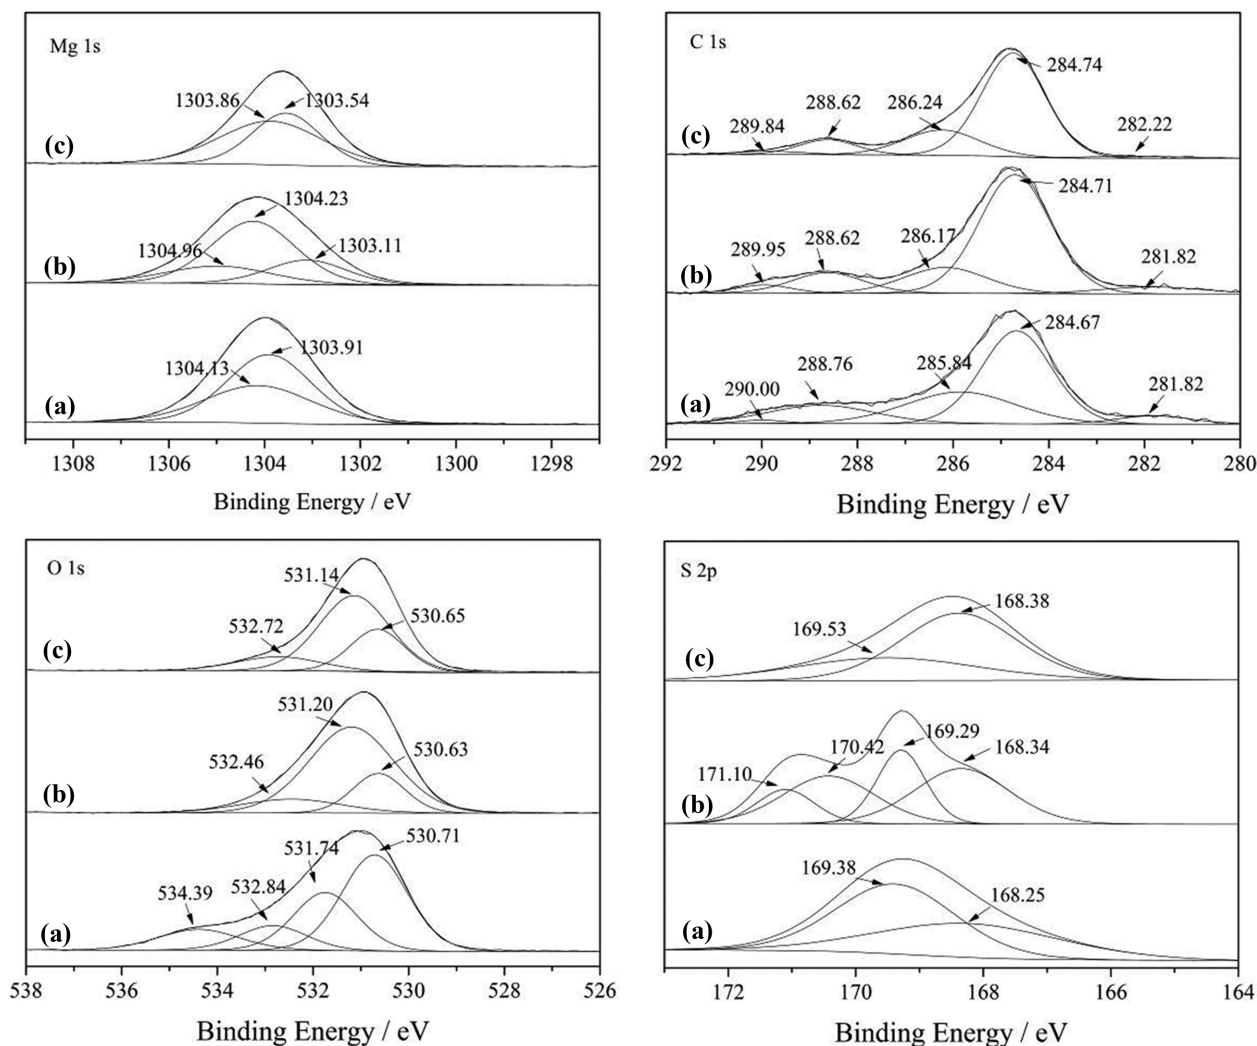 Mg 1s
1303.86 1303.54
(c)
1304.23
1304.96 1303.11
(b)
1303.91
1304.13
(a)
1308 1306 1304 1302 1300 1298
Binding Energy / eV
C 1s
284.74
288.62 286.24
289.84 282.22
(c)
284.71
289.95 288.62 286.17 281.82
(b)
284.67
290.00 288.76 285.84 281.82
(a)
292 290 288 286 284 282 280
Binding Energy / eV
O 1s
531.14
532.72 530.65
(c)
531.20
532.46 530.63
(b)
531.74 530.71
534.39 532.84
(a)
538 536 534 532 530 528 526
Binding Energy / eV
S 2p
168.38
169.53
(c)
171.10 170.42 169.29 168.34
(b)
169.38
168.25
(a)
172 170 168 166 164
Binding Energy / eV